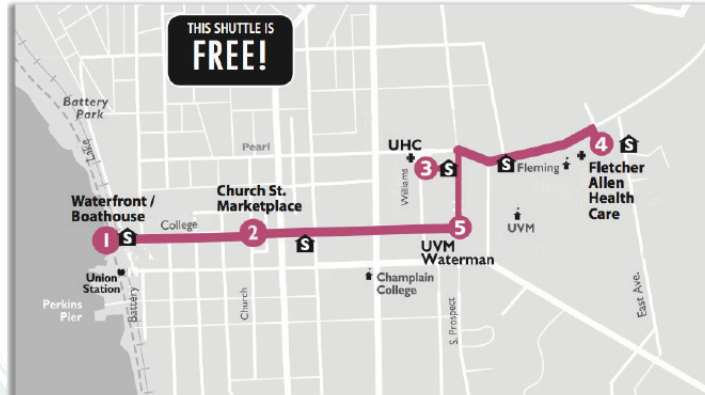 THIS SHUTTLE IS
FREE!
Battery
Park
Lake
Pearl
UHC
3
S
Williams
S
Fleming
4
S
Fletcher
Allen
Health
Care
Waterfront /
Boathouse
1
S
College
Church St.
Marketplace
2
S
5
UVM
Waterman
UVM
Union
Station
Perkins
Pier
Battery
Church
Champlain
College
S. Prospect
East Ave.